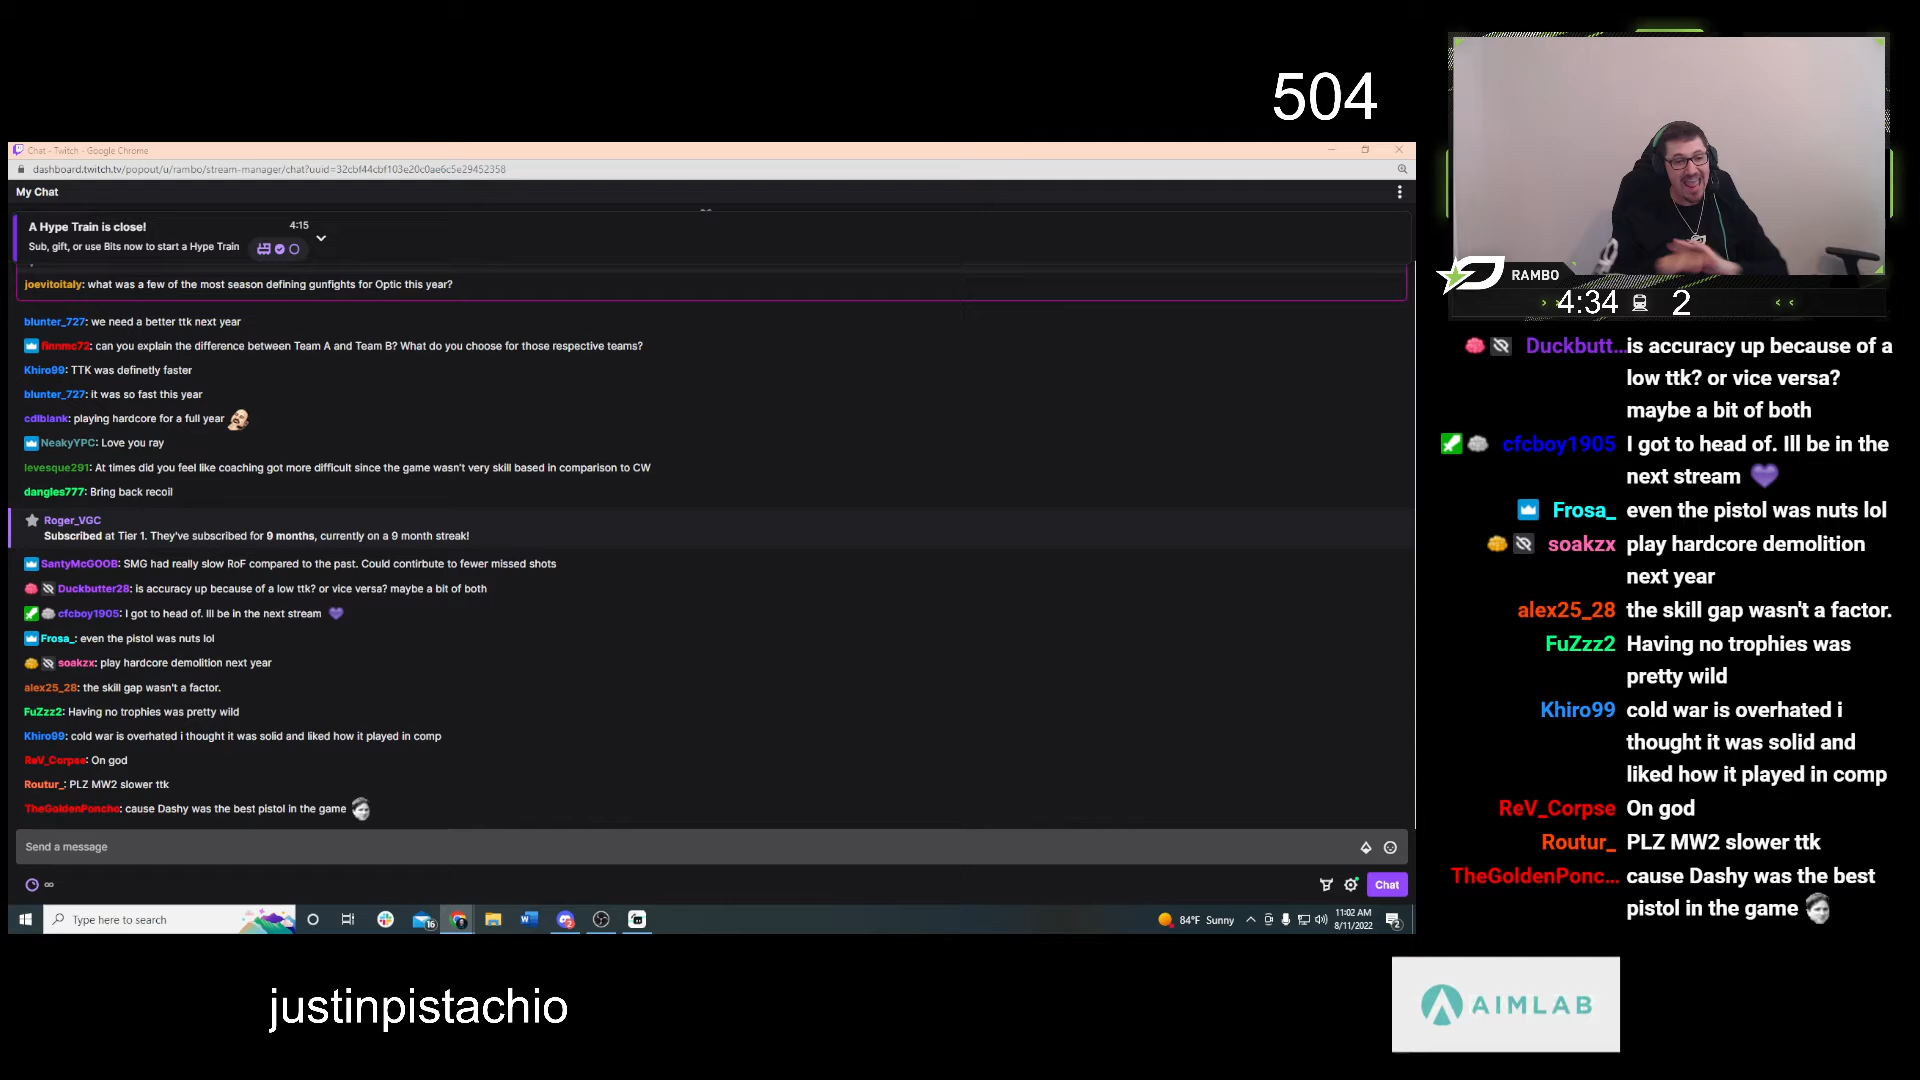 504
Chat - Twitch - Google Chrome
dashboard.twitch.tv/popout/u/rambo/stream-manager/chat?uuid=32cbf44cbf103e20c0ae6c5e29452358
My Chat
A Hype Train is close!
4:15
Sub, gift, or use Bits now to start a Hype Train
joevitoitaly: what was a few of the most season defining gunfights for Optic this year?
blunter_727: we need a better ttk next year
finnmc72: can you explain the difference between Team A and Team B? What do you choose for those respective teams?
Khiro99: TTK was definetly faster
blunter_727: it was so fast this year
cdlblank: playing hardcore for a full year
NeakyYPC: Love you ray
levesque291: At times did you feel like coaching got more difficult since the game wasn't very skill based in comparison to CW
dangles777: Bring back recoil
Roger_VGC
Subscribed at Tier 1. They've subscribed for 9 months, currently on a 9 month streak!
SantyMcGOOB: SMG had really slow RoF compared to the past. Could contirbute to fewer missed shots
Duckbutter28: is accuracy up because of a low ttk? or vice versa? maybe a bit of both
cfcboy1905: I got to head of. Ill be in the next stream
Frosa_: even the pistol was nuts lol
soakzx: play hardcore demolition next year
alex25_28: the skill gap wasn't a factor.
FuZzz2: Having no trophies was pretty wild
Khiro99: cold war is overhated i thought it was solid and liked how it played in comp
ReV_Corpse: On god
Routur_: PLZ MW2 slower ttk
TheGoldenPoncho: cause Dashy was the best pistol in the game
Send a message
Chat
Type here to search
16
84°F Sunny
11:02 AM
8/11/2022
2
RAMBO
4:34 2
Duckbutt... is accuracy up because of a
low ttk? or vice versa?
maybe a bit of both
cfcboy1905 I got to head of. Ill be in the
next stream
Frosa_ even the pistol was nuts lol
soakzx play hardcore demolition
next year
alex25_28 the skill gap wasn't a factor.
FuZzz2 Having no trophies was
pretty wild
Khiro99 cold war is overhated i
thought it was solid and
liked how it played in comp
ReV_Corpse On god
Routur_ PLZ MW2 slower ttk
TheGoldenPonc... cause Dashy was the best
pistol in the game
justinpistachio
AIMLAB